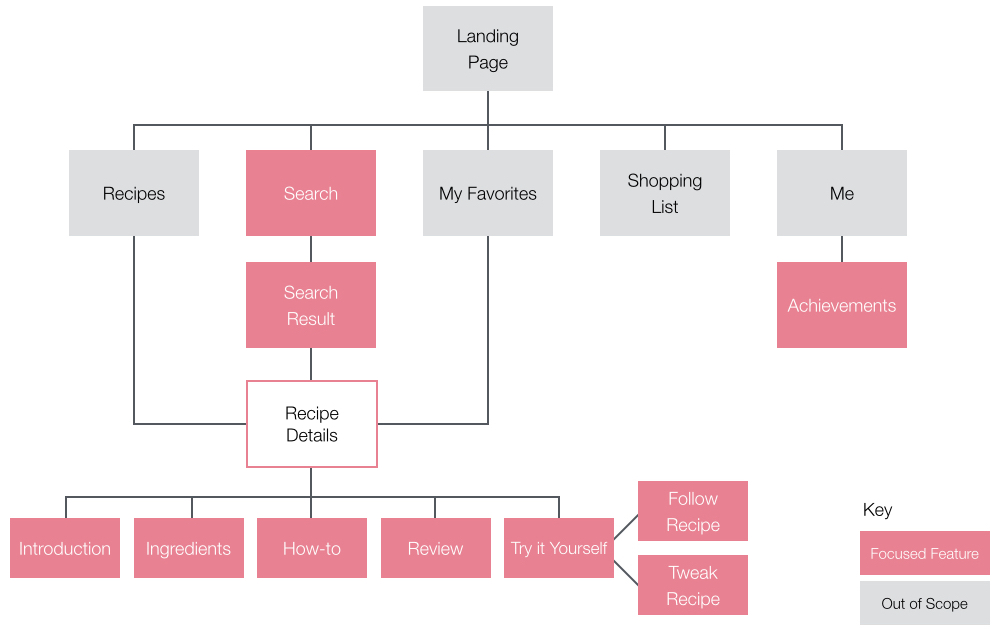 Landing
Page
Recipes
Search
My Favorites
Shopping
List
Me
Search
Result
Achievements
Recipe
Details
Introduction
Ingredients
How-to
Review
Try it Yourself
Follow
Recipe
Tweak
Recipe
Key
Focused Feature
Out of Scope